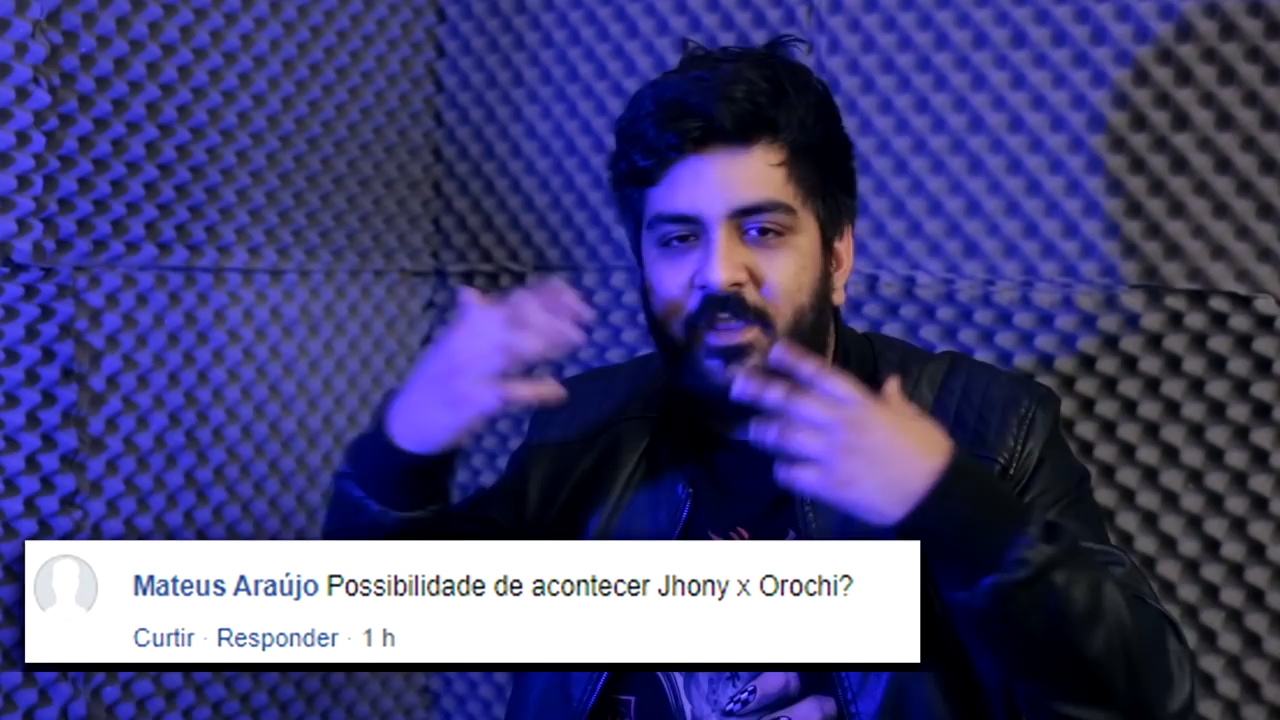 Mateus Araújo Possibilidade de acontecer Jhony x Orochi?
Curtir · Responder · 1 h